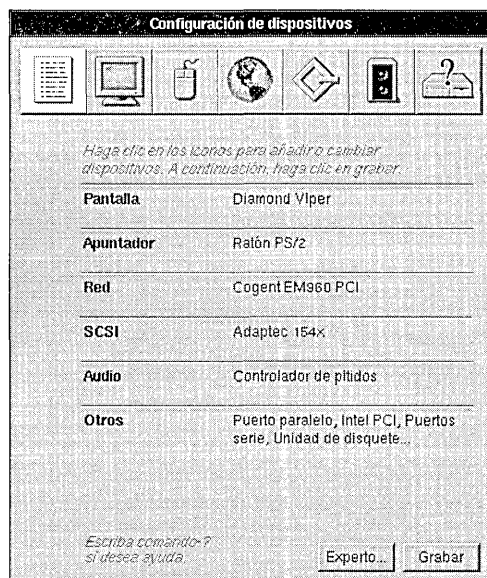 Configuración de dispositivos
Haga clic en los iconos para añadir o cambiar
dispositivos. A continuación, haga clic en grabar.
Pantalla Diamond Viper
Apuntador Ratón PS/2
Red Cogent EM960 PCI
SCSI Adaptec 154x
Audio Controlador de pitidos
Otros Puerto paralelo, Intel PCI, Puertos
serie, Unidad de disquete...
Escriba comando-?
si desea ayuda.
Experto... Grabar